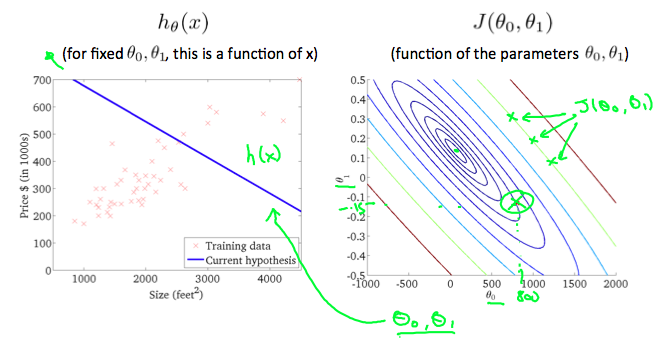 hθ(x)
(for fixed θ₀, θ₁, this is a function of x)
700
600
500
400
300
200
100
0
Price $ (in 1000s)
1000
2000
3000
4000
Size (feet²)
h(x)
Training data
Current hypothesis
θ₀, θ₁
J(θ₀, θ₁)
(function of the parameters θ₀, θ₁)
0.5
0.4
0.3
0.2
0.1
0
-0.1
-0.2
-0.3
-0.4
-0.5
θ₁
-1000
-500
0
500
1000
1500
2000
θ₀
J(θ₀, θ₁)
800